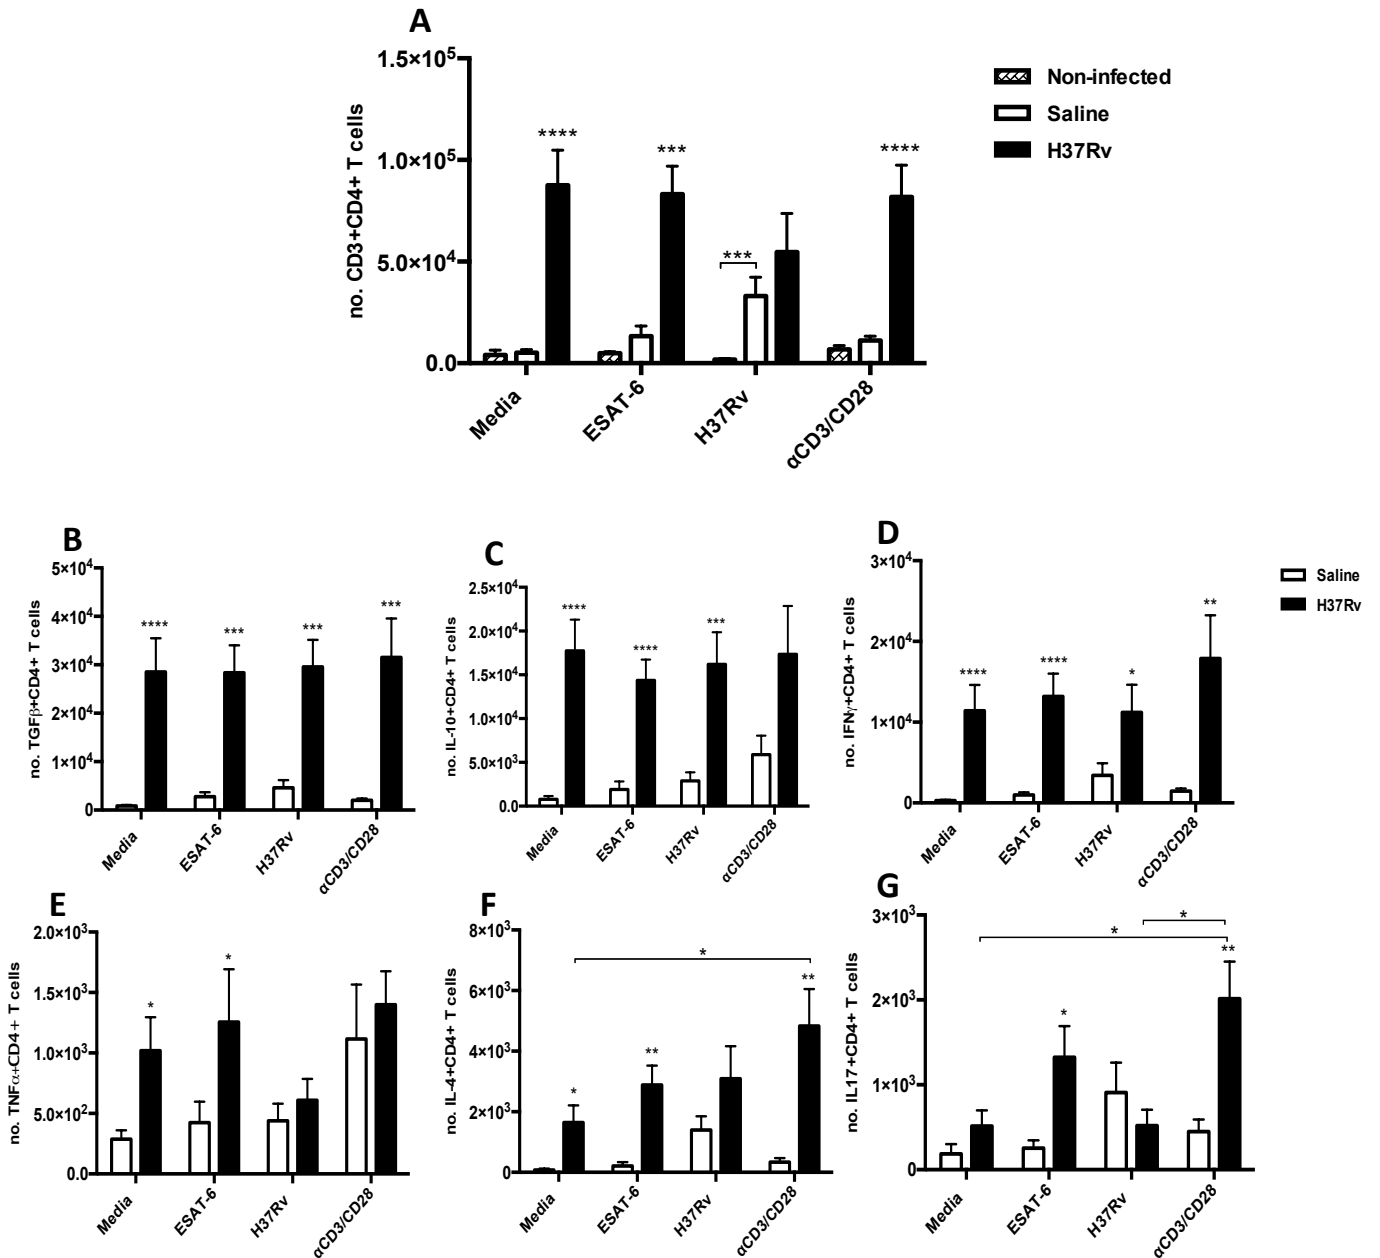 A
1.5×10⁵
1.0×10⁵
5.0×10⁴
0.0
no. CD3+CD4+ T cells
****
***
***
****
Media
ESAT-6
H37Rv
αCD3/CD28
Non-infected
Saline
H37Rv
B
5×10⁴
4×10⁴
3×10⁴
2×10⁴
1×10⁴
0
no. TGFβ+CD4+ T cells
****
***
***
***
Media
ESAT-6
H37Rv
αCD3/CD28
C
2.5×10⁴
2.0×10⁴
1.5×10⁴
1.0×10⁴
5.0×10³
0.0
no. IL-10+CD4+ T cells
****
****
***
Media
ESAT-6
H37Rv
αCD3/CD28
D
3×10⁴
2×10⁴
1×10⁴
0
no. IFNγ+CD4+ T cells
****
****
*
**
Media
ESAT-6
H37Rv
αCD3/CD28
Saline
H37Rv
E
2.0×10³
1.5×10³
1.0×10³
5.0×10²
0.0
no. TNFα+CD4+ T cells
*
*
Media
ESAT-6
H37Rv
αCD3/CD28
F
8×10³
6×10³
4×10³
2×10³
0
no. IL-4+CD4+ T cells
*
*
**
**
Media
ESAT-6
H37Rv
αCD3/CD28
G
3×10³
2×10³
1×10³
0
no. IL17+CD4+ T cells
*
*
*
**
Media
ESAT-6
H37Rv
αCD3/CD28